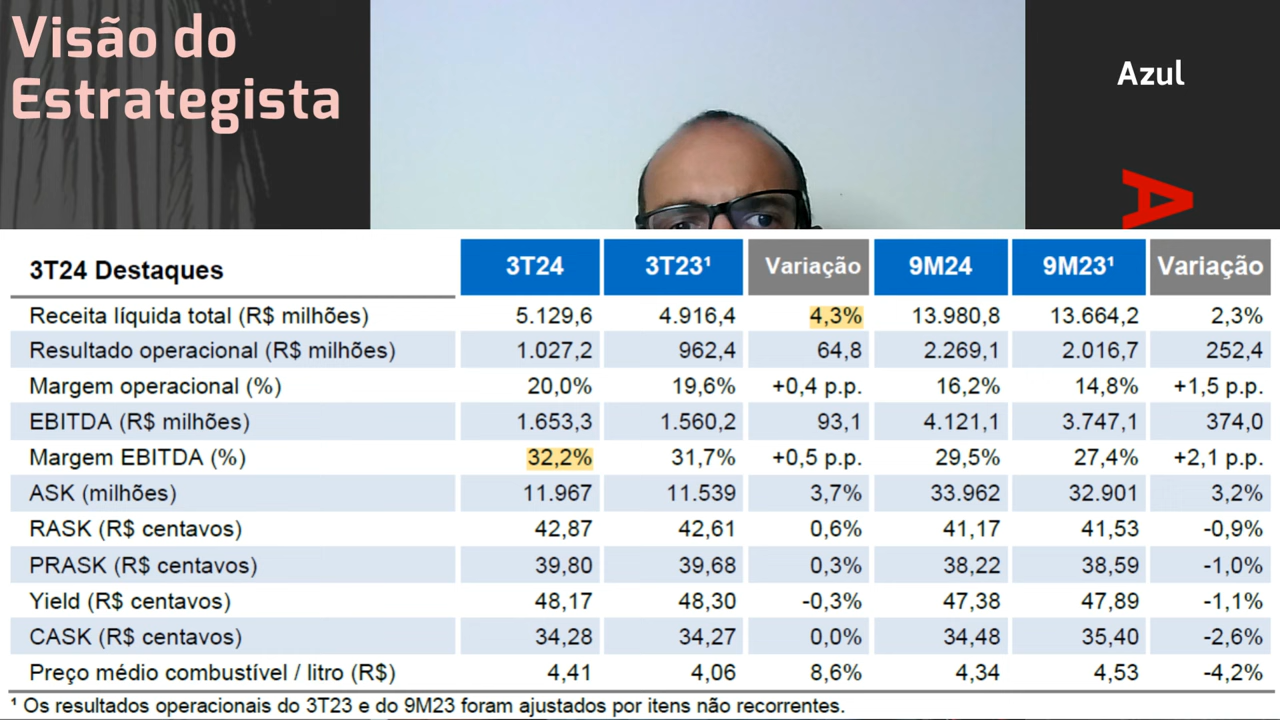 Visão do
Estrategista
Azul
A
3T24 Destaques 3T24 3T23¹ Variação 9M24 9M23¹ Variação
Receita líquida total (R$ milhões) 5.129,6 4.916,4 4,3% 13.980,8 13.664,2 2,3%
Resultado operacional (R$ milhões) 1.027,2 962,4 64,8 2.269,1 2.016,7 252,4
Margem operacional (%) 20,0% 19,6% +0,4 p.p. 16,2% 14,8% +1,5 p.p.
EBITDA (R$ milhões) 1.653,3 1.560,2 93,1 4.121,1 3.747,1 374,0
Margem EBITDA (%) 32,2% 31,7% +0,5 p.p. 29,5% 27,4% +2,1 p.p.
ASK (milhões) 11.967 11.539 3,7% 33.962 32.901 3,2%
RASK (R$ centavos) 42,87 42,61 0,6% 41,17 41,53 -0,9%
PRASK (R$ centavos) 39,80 39,68 0,3% 38,22 38,59 -1,0%
Yield (R$ centavos) 48,17 48,30 -0,3% 47,38 47,89 -1,1%
CASK (R$ centavos) 34,28 34,27 0,0% 34,48 35,40 -2,6%
Preço médio combustível / litro (R$) 4,41 4,06 8,6% 4,34 4,53 -4,2%
¹ Os resultados operacionais do 3T23 e do 9M23 foram ajustados por itens não recorrentes.